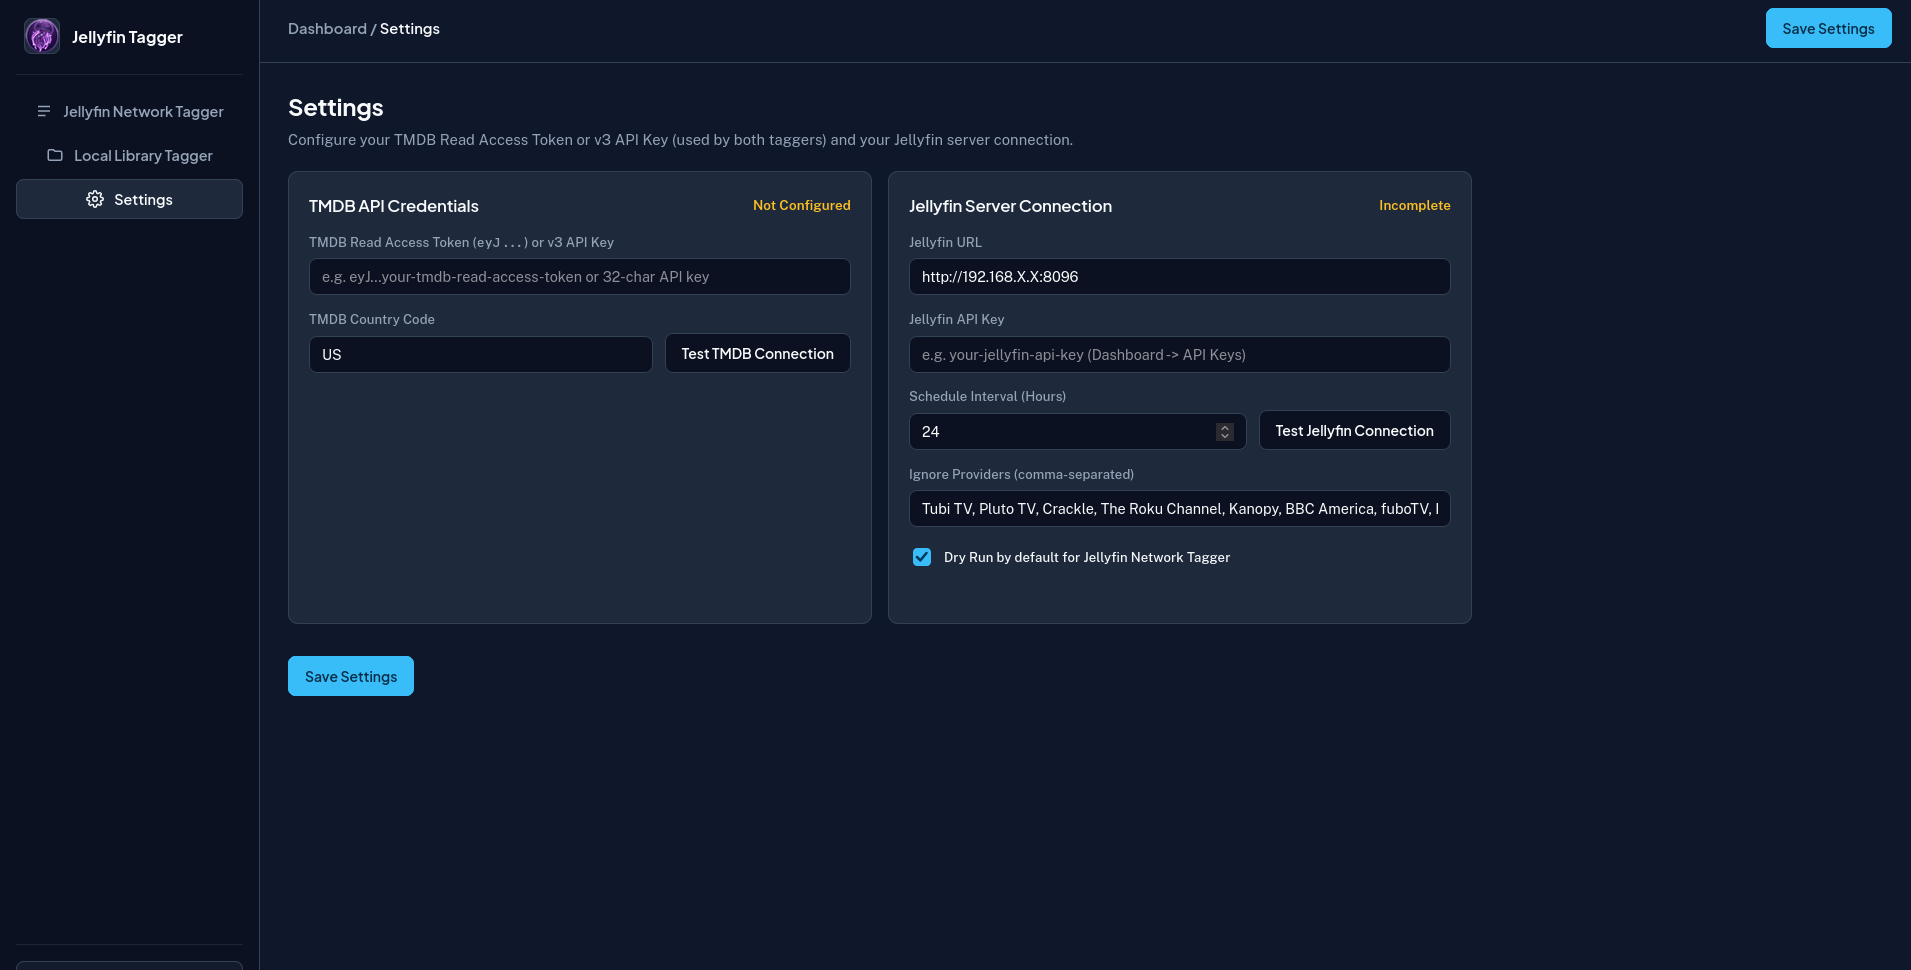 Jellyfin Tagger
Dashboard / Settings
Save Settings
Jellyfin Network Tagger
Local Library Tagger
Settings
Settings
Configure your TMDB Read Access Token or v3 API Key (used by both taggers) and your Jellyfin server connection.
TMDB API Credentials
Not Configured
TMDB Read Access Token (eyJ...) or v3 API Key
e.g. eyJ...your-tmdb-read-access-token or 32-char API key
TMDB Country Code
US
Test TMDB Connection
Jellyfin Server Connection
Incomplete
Jellyfin URL
http://192.168.X.X:8096
Jellyfin API Key
e.g. your-jellyfin-api-key (Dashboard -> API Keys)
Schedule Interval (Hours)
24
Test Jellyfin Connection
Ignore Providers (comma-separated)
Tubi TV, Pluto TV, Crackle, The Roku Channel, Kanopy, BBC America, fuboTV,
Dry Run by default for Jellyfin Network Tagger
Save Settings